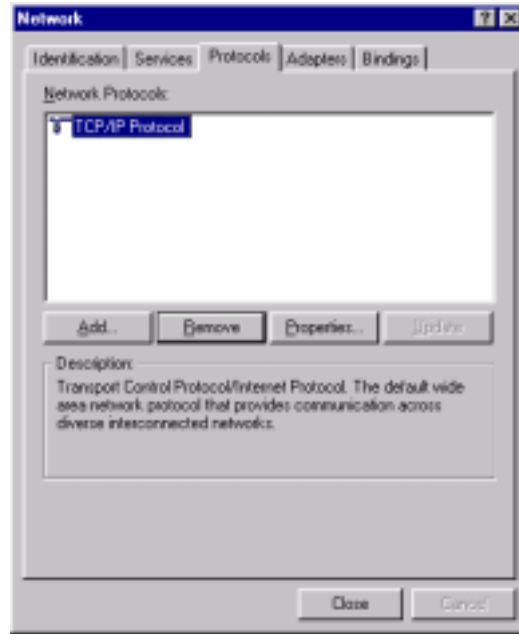 Network
Identification Services Protocols Adapters Bindings
Network Protocols:
TCP/IP Protocol
Add... Remove Properties... Update
Description:
Transport Control Protocol/Internet Protocol. The default wide
area network protocol that provides communication across
diverse interconnected networks.
Close Cancel